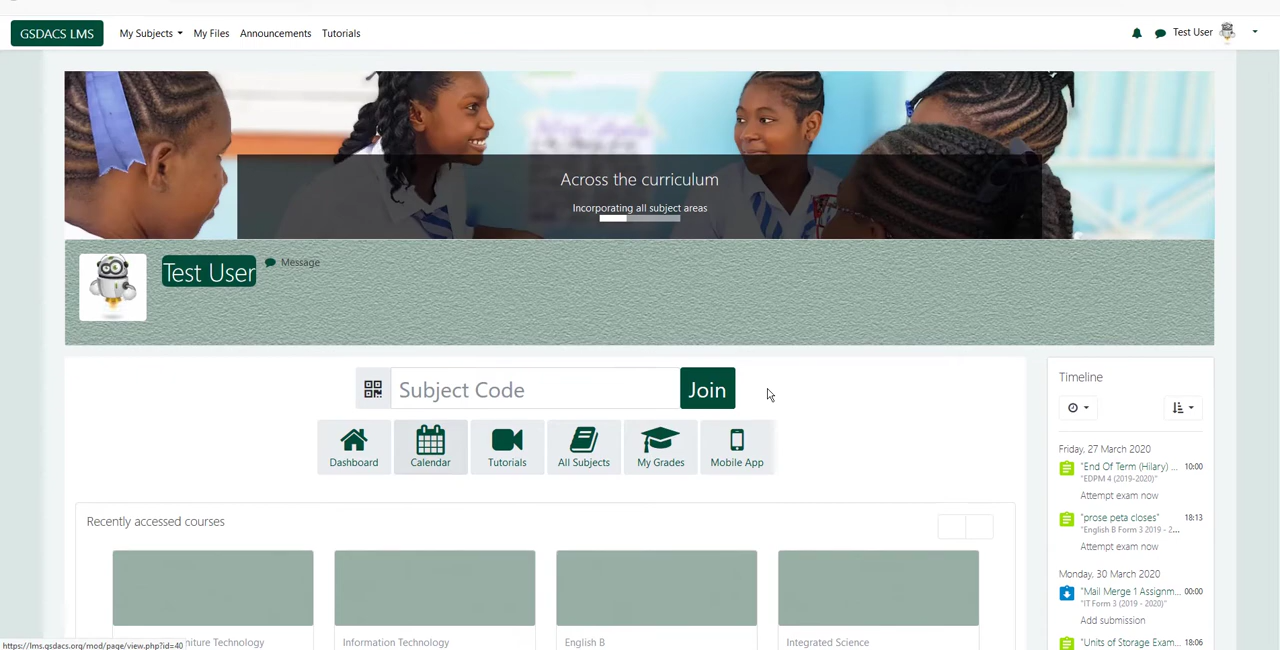 GSDACS LMS My Subjects My Files Announcements Tutorials Test User
Across the curriculum
Incorporating all subject areas
Test User Message
Subject Code Join
Dashboard Calendar Tutorials All Subjects My Grades Mobile App
Recently accessed courses
niture Technology Information Technology English B Integrated Science
Timeline
Friday, 27 March 2020
"End Of Term (Hilary) ... 10:00
"EDPM 4 (2019-2020)"
Attempt exam now
"prose peta closes" 18:13
"English B Form 3 2019 - 2...
Attempt exam now
Monday, 30 March 2020
"Mail Merge 1 Assignm... 00:00
"IT Form 3 (2019 - 2020)"
Add submission
"Units of Storage Exam... 18:06
https://lms.gsdacs.org/mod/page/view.php?id=40